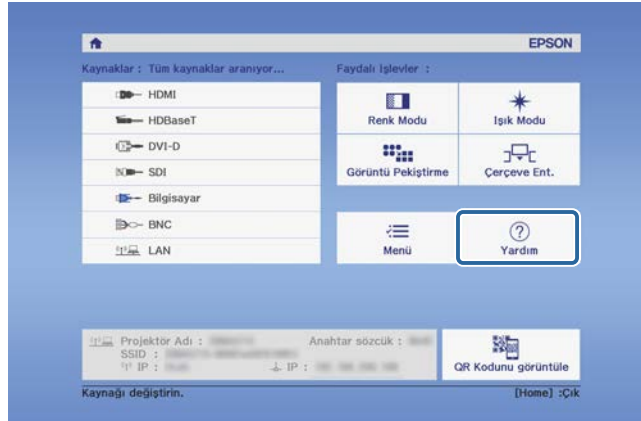 EPSON
Kaynaklar : Tüm kaynaklar aranıyor...
Faydalı İşlevler :
HDMI
HDBaseT
DVI-D
SDI
Bilgisayar
BNC
LAN
Renk Modu
Işık Modu
Görüntü Pekiştirme
Çerçeve Ent.
Menü
Yardım
Projektör Adı :
Anahtar sözcük :
SSID :
IP :
IP :
QR Kodunu görüntüle
Kaynağı değiştirin.
[Home] :Çık